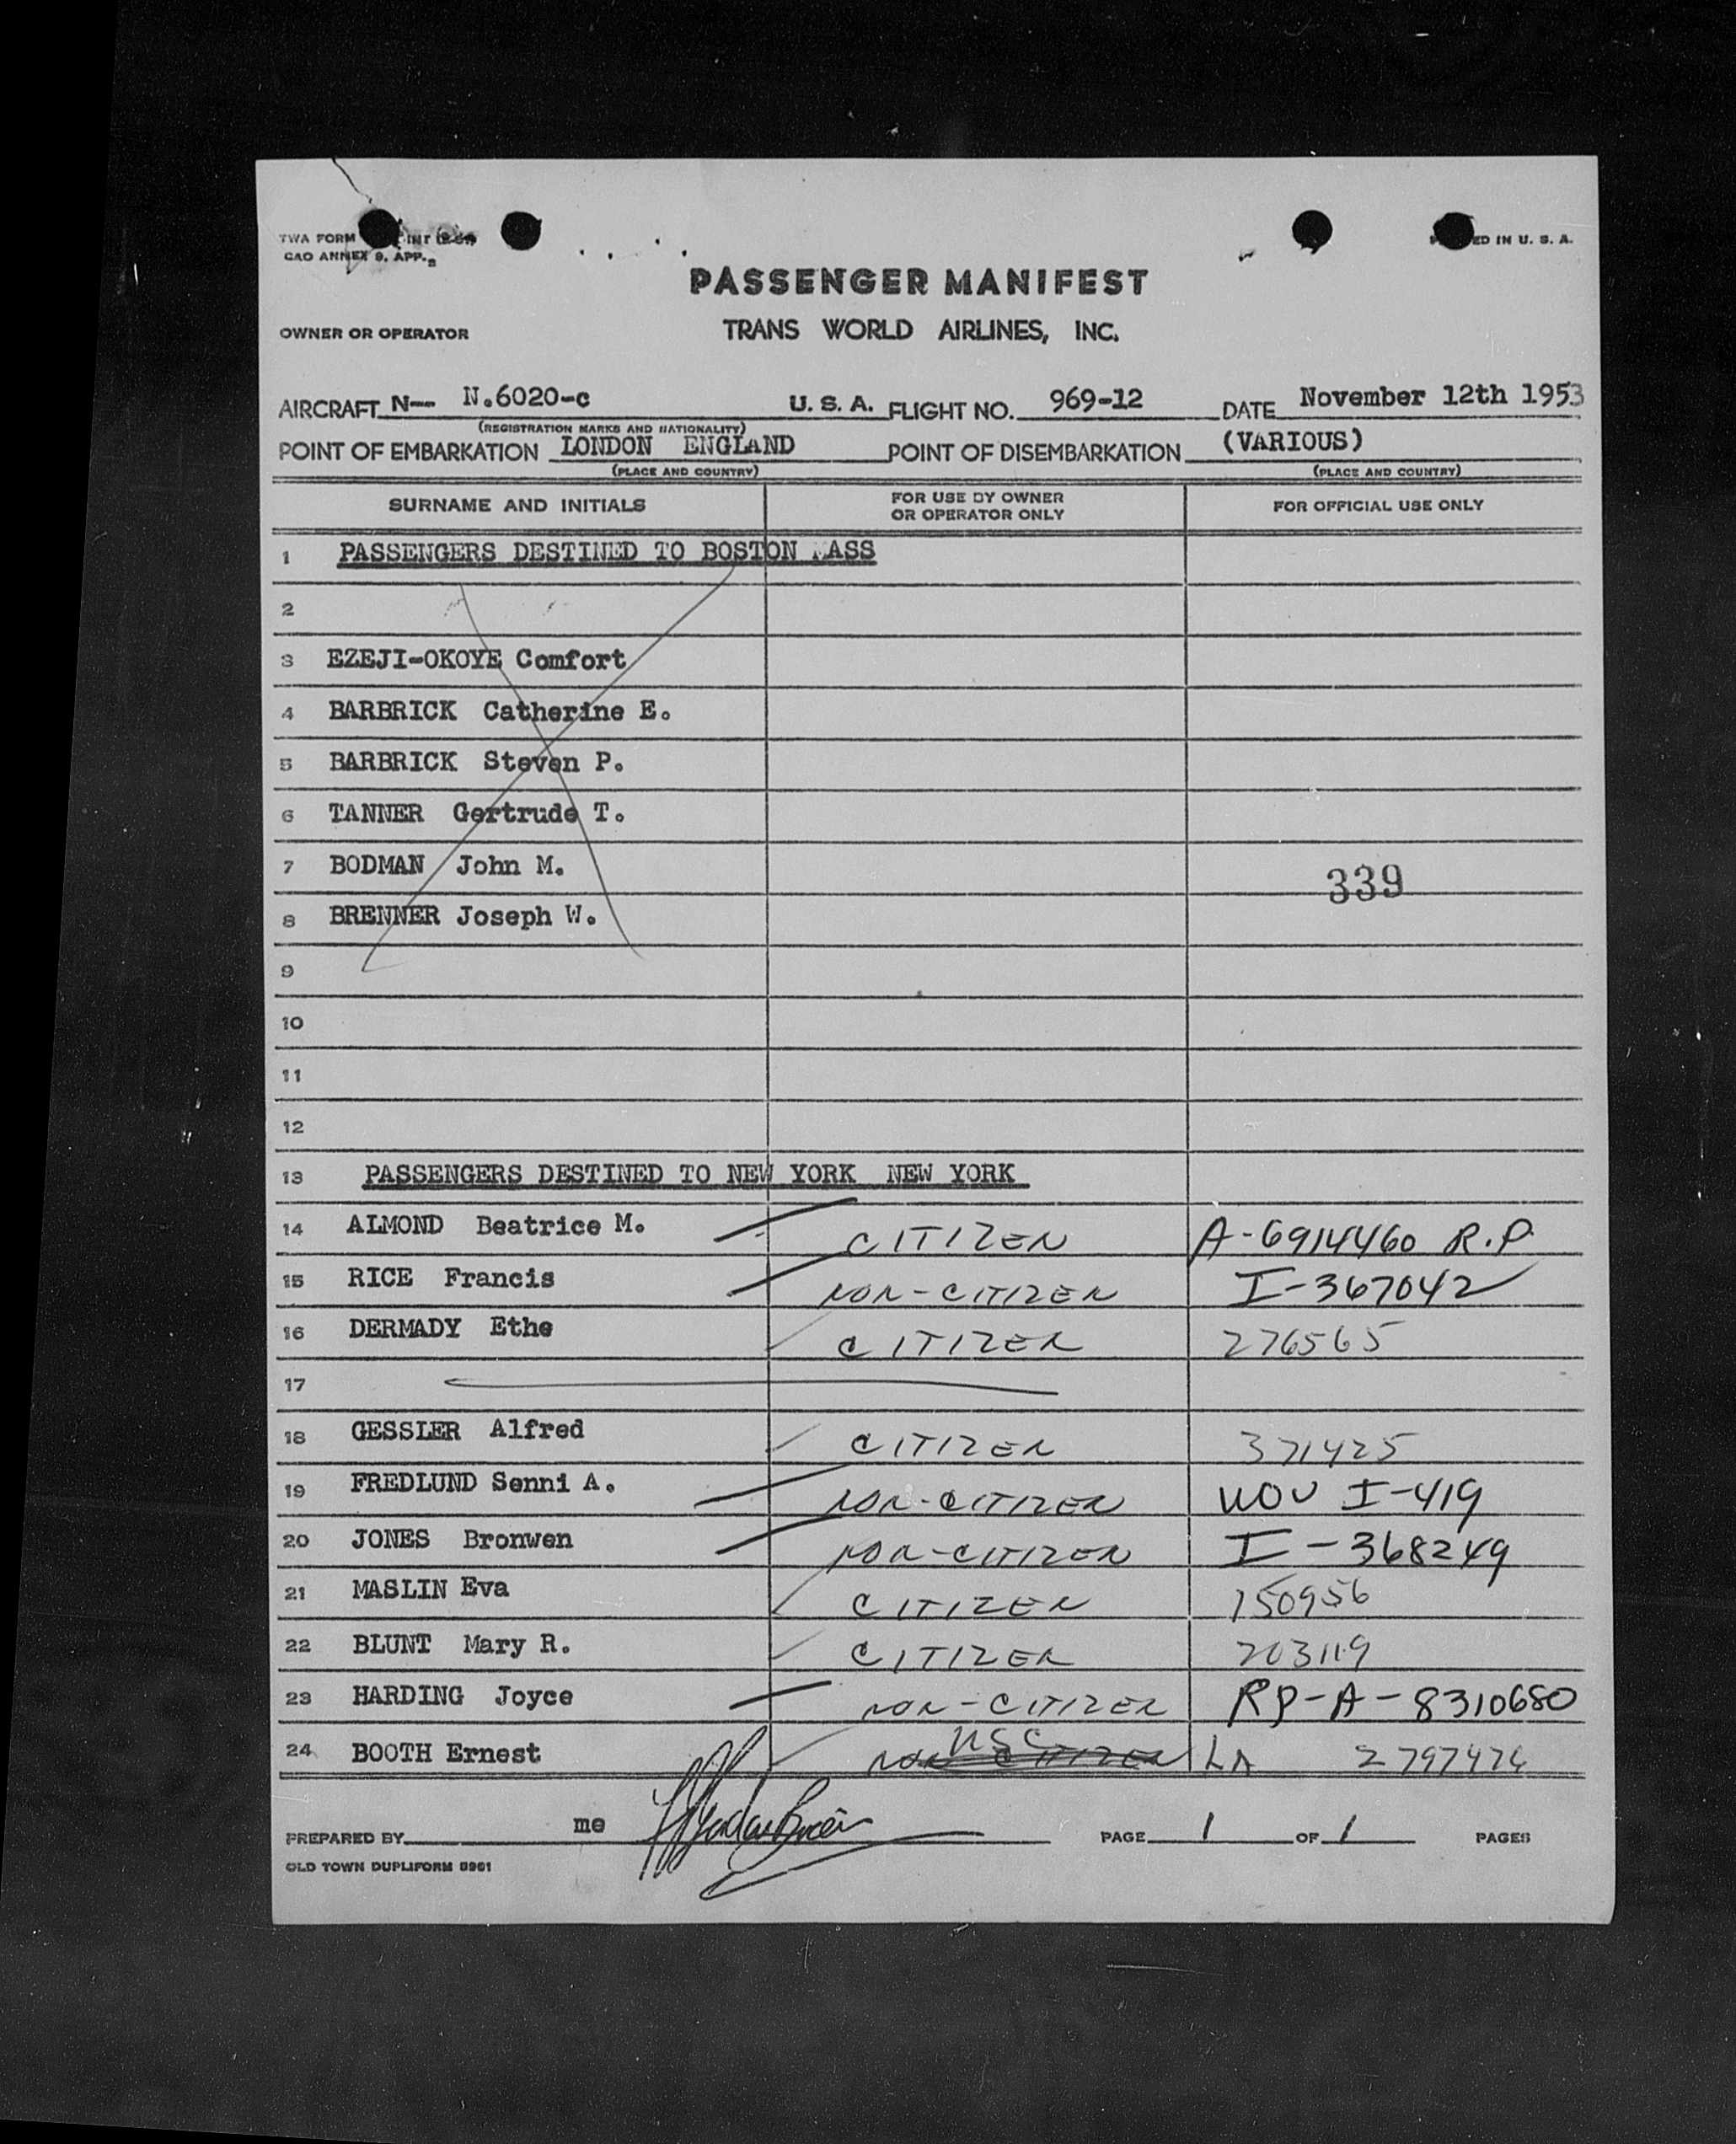 TWA FORM INT
CAO ANNEX 9, APP.
ED IN U. S. A.
PASSENGER MANIFEST
OWNER OR OPERATOR TRANS WORLD AIRLINES, INC.
AIRCRAFT N-- N.6020-c U. S. A. FLIGHT NO. 969-12 DATE November 12th 1953
(REGISTRATION MARKS AND NATIONALITY)
POINT OF EMBARKATION LONDON ENGLAND POINT OF DISEMBARKATION (VARIOUS)
(PLACE AND COUNTRY) (PLACE AND COUNTRY)
SURNAME AND INITIALS FOR USE BY OWNER OR OPERATOR ONLY FOR OFFICIAL USE ONLY
1 PASSENGERS DESTINED TO BOSTON MASS
2
3 EZEJI-OKOYE Comfort
4 BARBRICK Catherine E.
5 BARBRICK Steven P.
6 TANNER Gertrude T.
7 BODMAN John M. 339
8 BRENNER Joseph W.
9
10
11
12
13 PASSENGERS DESTINED TO NEW YORK NEW YORK
14 ALMOND Beatrice M. CITIZEN A-6914460 R.P.
15 RICE Francis NON-CITIZEN I-367042
16 DERMADY Ethe CITIZEN 276565
17
18 GESSLER Alfred CITIZEN 371425
19 FREDLUND Senni A. NON-CITIZEN NOU I-419
20 JONES Bronwen NON-CITIZEN I-368249
21 MASLIN Eva CITIZEN 150956
22 BLUNT Mary R. CITIZEN 203119
23 HARDING Joyce NON-CITIZEN RP-A-8310680
24 BOOTH Ernest USC NON CITIZEN LA 2797476
PREPARED BY me PAGE 1 OF 1 PAGES
OLD TOWN DUPLIFORM